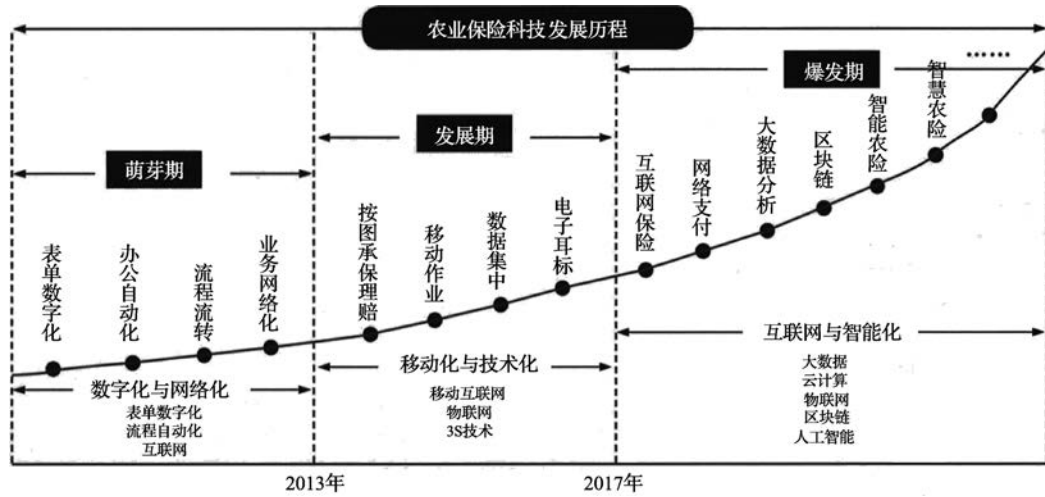 农业保险科技发展历程
萌芽期
发展期
爆发期
……
表单数字化
办公自动化
流程流转
业务网络化
按图承保理赔
移动作业
数据集中
电子耳标
互联网保险
网络支付
大数据分析
区块链
智能农险
智慧农险
数字化与网络化
表单数字化
流程自动化
互联网
移动化与技术化
移动互联网
物联网
3S技术
互联网与智能化
大数据
云计算
物联网
区块链
人工智能
2013年
2017年